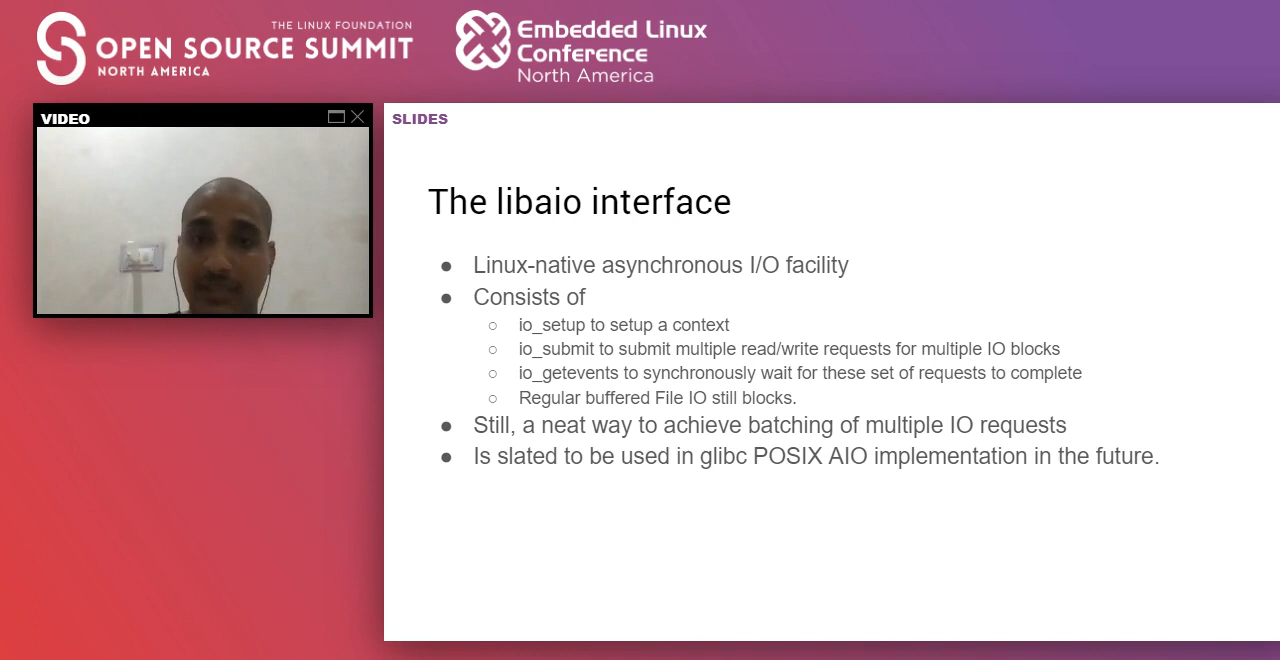 THE LINUX FOUNDATION
OPEN SOURCE SUMMIT
NORTH AMERICA
Embedded Linux
Conference
North America
VIDEO
SLIDES
The libaio interface
● Linux-native asynchronous I/O facility
● Consists of
○ io_setup to setup a context
○ io_submit to submit multiple read/write requests for multiple IO blocks
○ io_getevents to synchronously wait for these set of requests to complete
○ Regular buffered File IO still blocks.
● Still, a neat way to achieve batching of multiple IO requests
● Is slated to be used in glibc POSIX AIO implementation in the future.